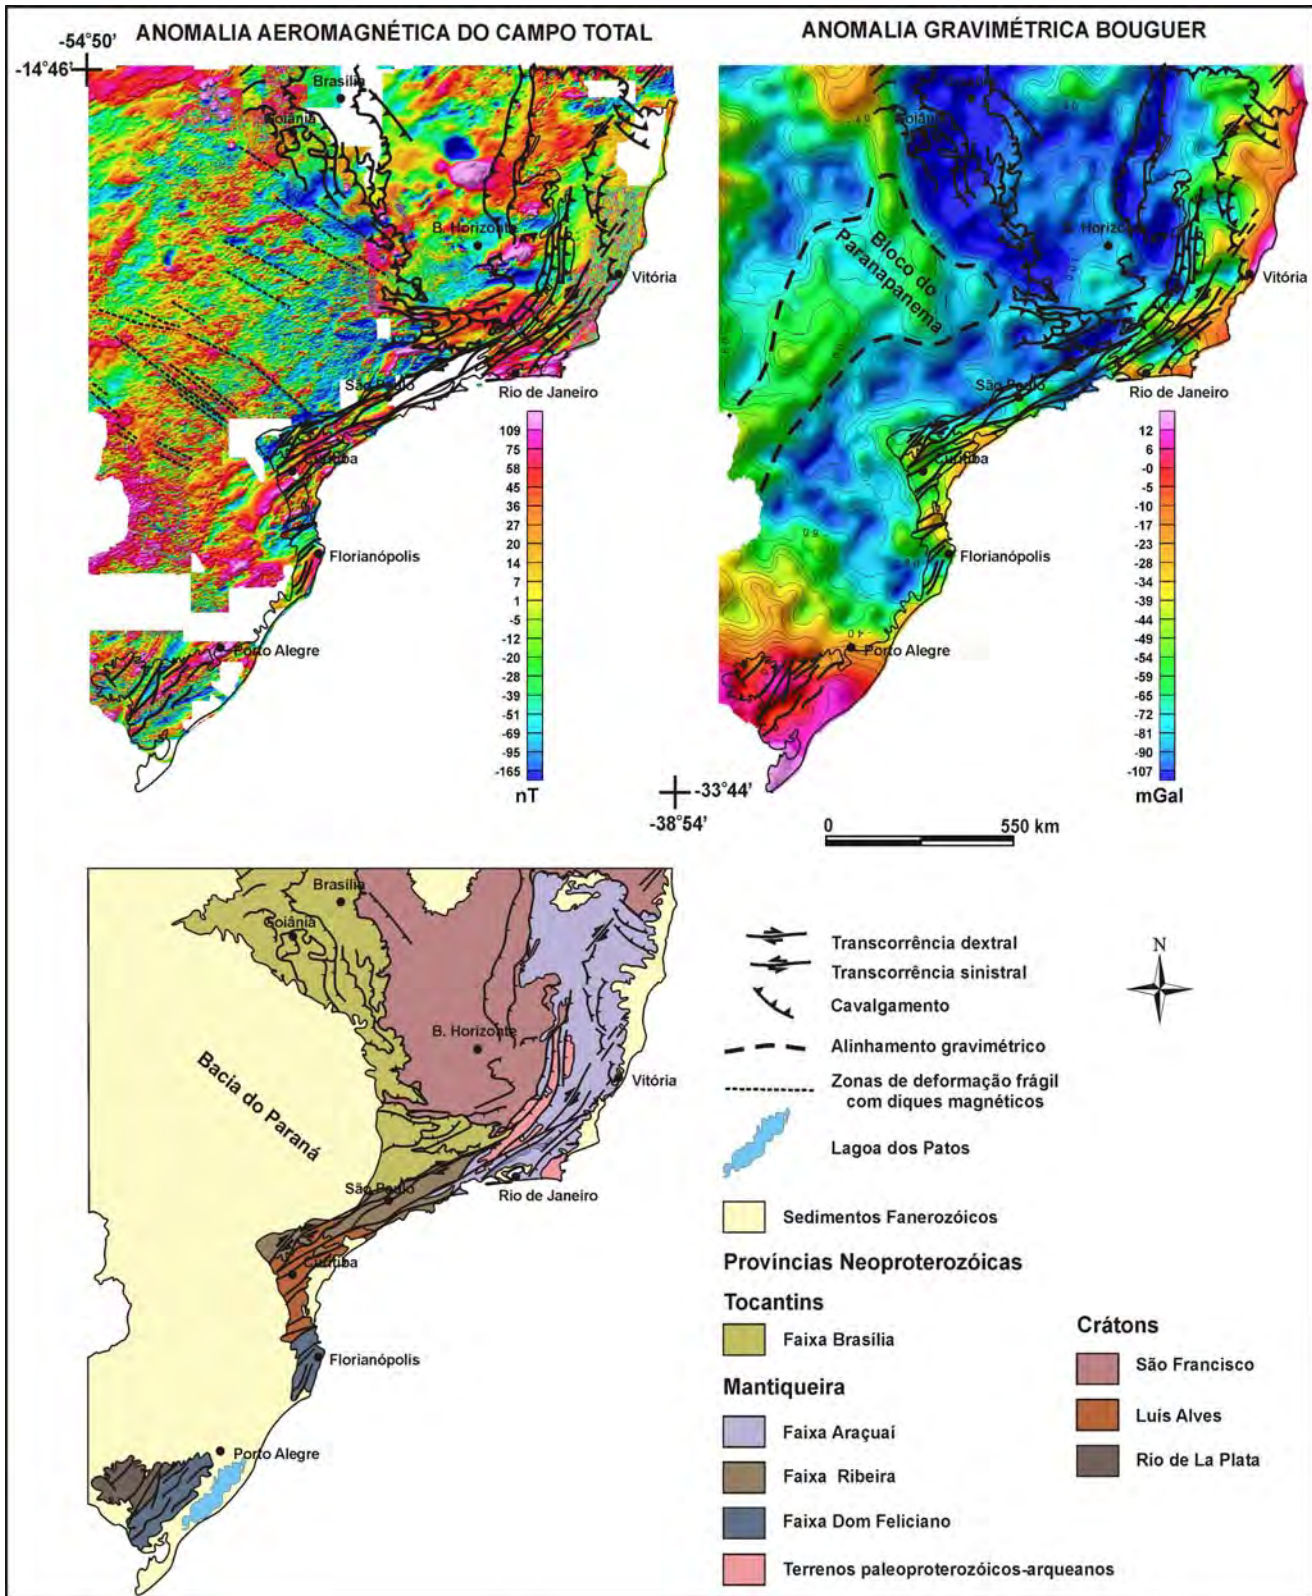 ANOMALIA AEROMAGNÉTICA DO CAMPO TOTAL
-54°50'
-14°46'
Brasília
Goiânia
B. Horizonte
Vitória
São Paulo
Rio de Janeiro
Curitiba
Florianópolis
Porto Alegre
109
75
58
45
36
27
20
14
7
1
-5
-12
-20
-28
-39
-51
-69
-95
-165
nT
ANOMALIA GRAVIMÉTRICA BOUGUER
Bloco do
Paranapanema
Horizonte
Vitória
São Paulo
Rio de Janeiro
Curitiba
Florianópolis
-40
Porto Alegre
12
6
-0
-5
-10
-17
-23
-28
-34
-39
-44
-49
-54
-59
-65
-72
-81
-90
-107
mGal
-33°44'
-38°54'
0 550 km
Brasília
Goiânia
B. Horizonte
Vitória
Bacia do Paraná
São Paulo
Rio de Janeiro
Curitiba
Florianópolis
Porto Alegre
N
Transcorrência dextral
Transcorrência sinistral
Cavalgamento
Alinhamento gravimétrico
Zonas de deformação frágil
com diques magnéticos
Lagoa dos Patos
Sedimentos Fanerozóicos
Províncias Neoproterozóicas
Tocantins
Faixa Brasília
Mantiqueira
Faixa Araçuaí
Faixa Ribeira
Faixa Dom Feliciano
Terrenos paleoproterozóicos-arqueanos
Crátons
São Francisco
Luís Alves
Rio de La Plata